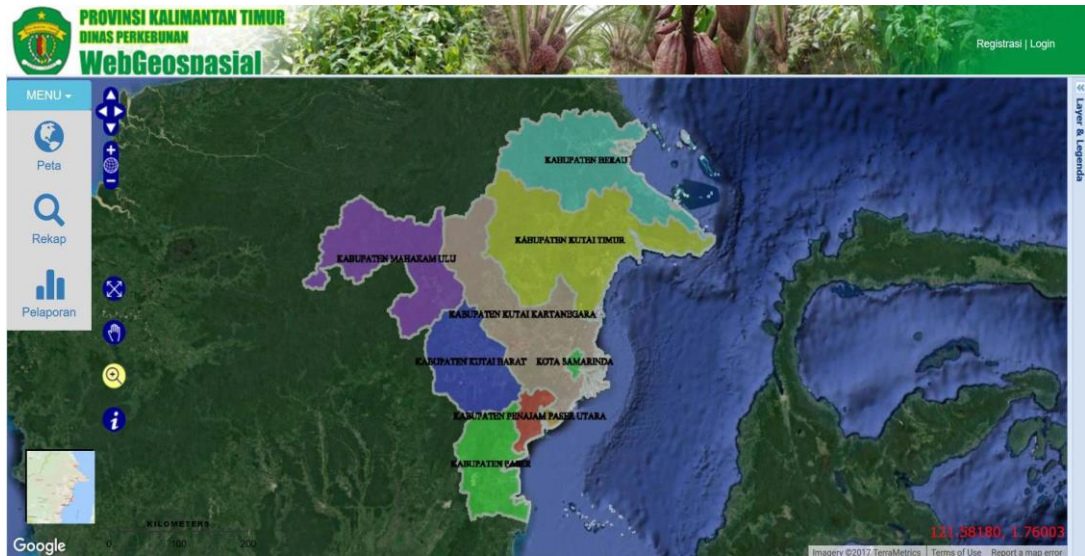 PROVINSI KALIMANTAN TIMUR
DINAS PERKEBUNAN
WebGeospasial
Registrasi | Login
MENU
Peta
Rekap
Pelaporan
Layer & Legenda
KABUPATEN BERAU
KABUPATEN KUTAI TIMUR
KABUPATEN MAHAKAM ULU
KABUPATEN KUTAI KARTANEGARA
KABUPATEN KUTAI BARAT
KOTA SAMARINDA
KABUPATEN PENAJAM PASER UTARA
KABUPATEN PASER
KILOMETERS
0 100 200
Google
121.58180, 1.76003
Imagery ©2017 TerraMetrics
Terms of Use
Report a map error